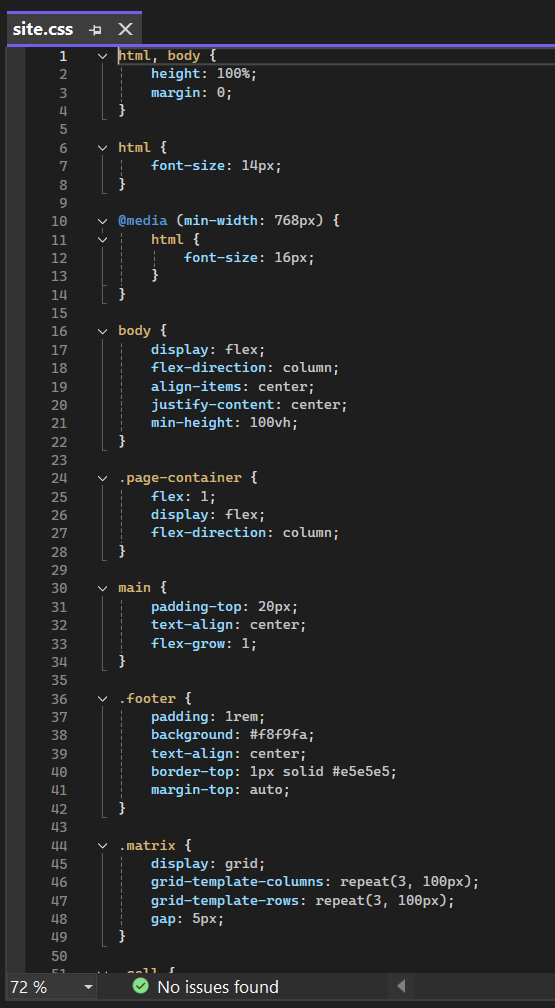 site.css
1 html, body {
2 height: 100%;
3 margin: 0;
4 }
5
6 html {
7 font-size: 14px;
8 }
9
10 @media (min-width: 768px) {
11 html {
12 font-size: 16px;
13 }
14 }
15
16 body {
17 display: flex;
18 flex-direction: column;
19 align-items: center;
20 justify-content: center;
21 min-height: 100vh;
22 }
23
24 .page-container {
25 flex: 1;
26 display: flex;
27 flex-direction: column;
28 }
29
30 main {
31 padding-top: 20px;
32 text-align: center;
33 flex-grow: 1;
34 }
35
36 .footer {
37 padding: 1rem;
38 background: #f8f9fa;
39 text-align: center;
40 border-top: 1px solid #e5e5e5;
41 margin-top: auto;
42 }
43
44 .matrix {
45 display: grid;
46 grid-template-columns: repeat(3, 100px);
47 grid-template-rows: repeat(3, 100px);
48 gap: 5px;
49 }
50
51 .cell {
72 % No issues found